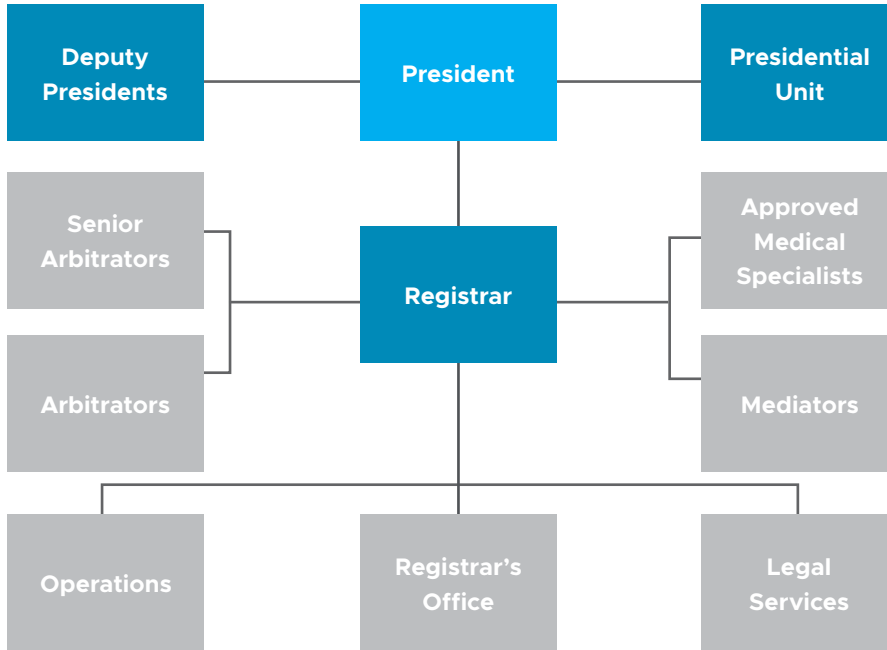 Deputy
Presidents
President
Presidential
Unit
Senior
Arbitrators
Registrar
Approved
Medical
Specialists
Arbitrators
Mediators
Operations
Registrar’s
Office
Legal
Services